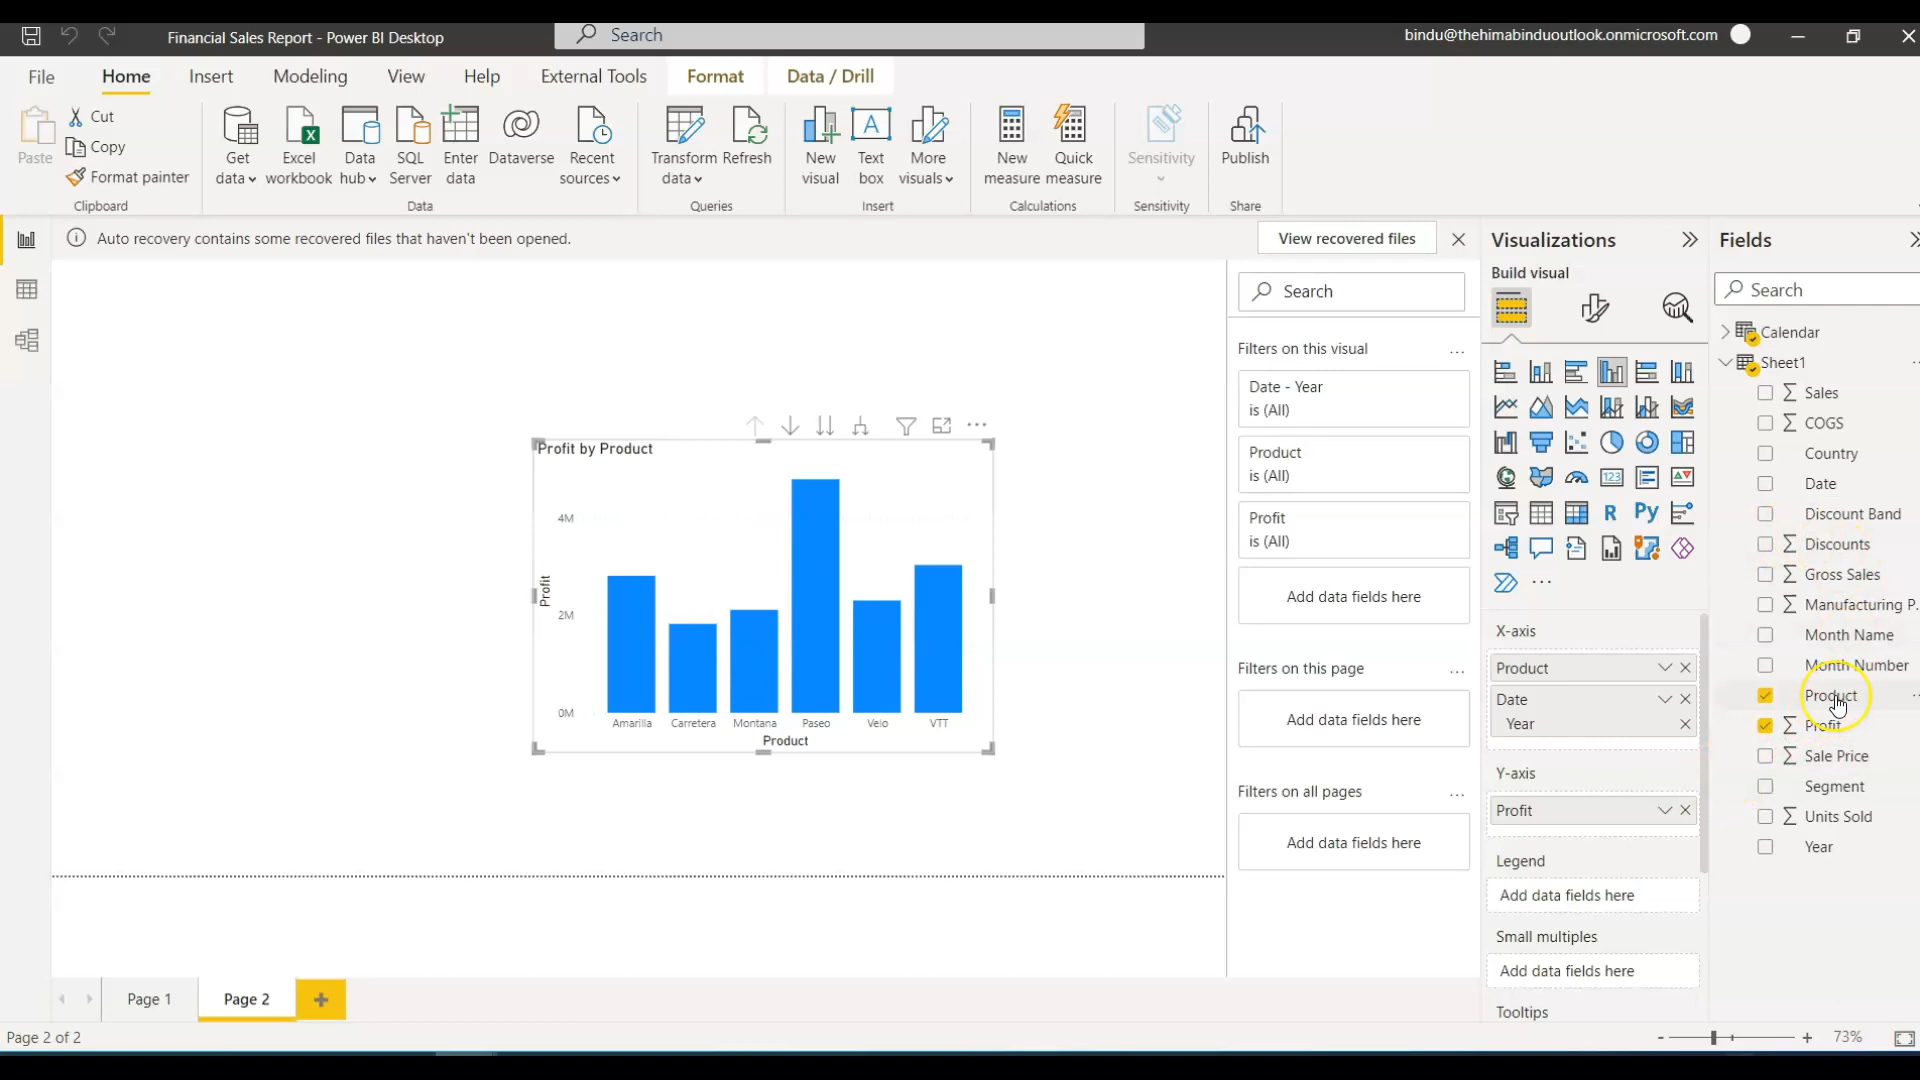 Financial Sales Report - Power BI Desktop
Search
bindu@thehimabinduoutlook.onmicrosoft.com
File
Home
Insert
Modeling
View
Help
External Tools
Format
Data / Drill
Paste
Cut
Copy
Format painter
Clipboard
Get
data
Excel
workbook
Data
hub
SQL
Server
Enter
data
Dataverse
Recent
sources
Data
Transform
data
Refresh
Queries
New
visual
Text
box
More
visuals
Insert
New
measure
Quick
measure
Calculations
Sensitivity
Sensitivity
Publish
Share
Auto recovery contains some recovered files that haven't been opened.
View recovered files
Profit by Product
4M
2M
0M
Profit
Amarilla
Carretera
Montana
Paseo
Velo
VTT
Product
Search
Filters on this visual
...
Date - Year
is (All)
Product
is (All)
Profit
is (All)
Add data fields here
Filters on this page
...
Add data fields here
Filters on all pages
...
Add data fields here
Visualizations
Build visual
123
R
Py
...
X-axis
Product
Date
Year
Y-axis
Profit
Legend
Add data fields here
Small multiples
Add data fields here
Tooltips
Fields
Search
Calendar
Sheet1
Σ Sales
Σ COGS
Country
Date
Discount Band
Σ Discounts
Σ Gross Sales
Σ Manufacturing P...
Month Name
Month Number
Product
Σ Profit
Σ Sale Price
Segment
Σ Units Sold
Year
Page 1
Page 2
+
Page 2 of 2
- + 73%